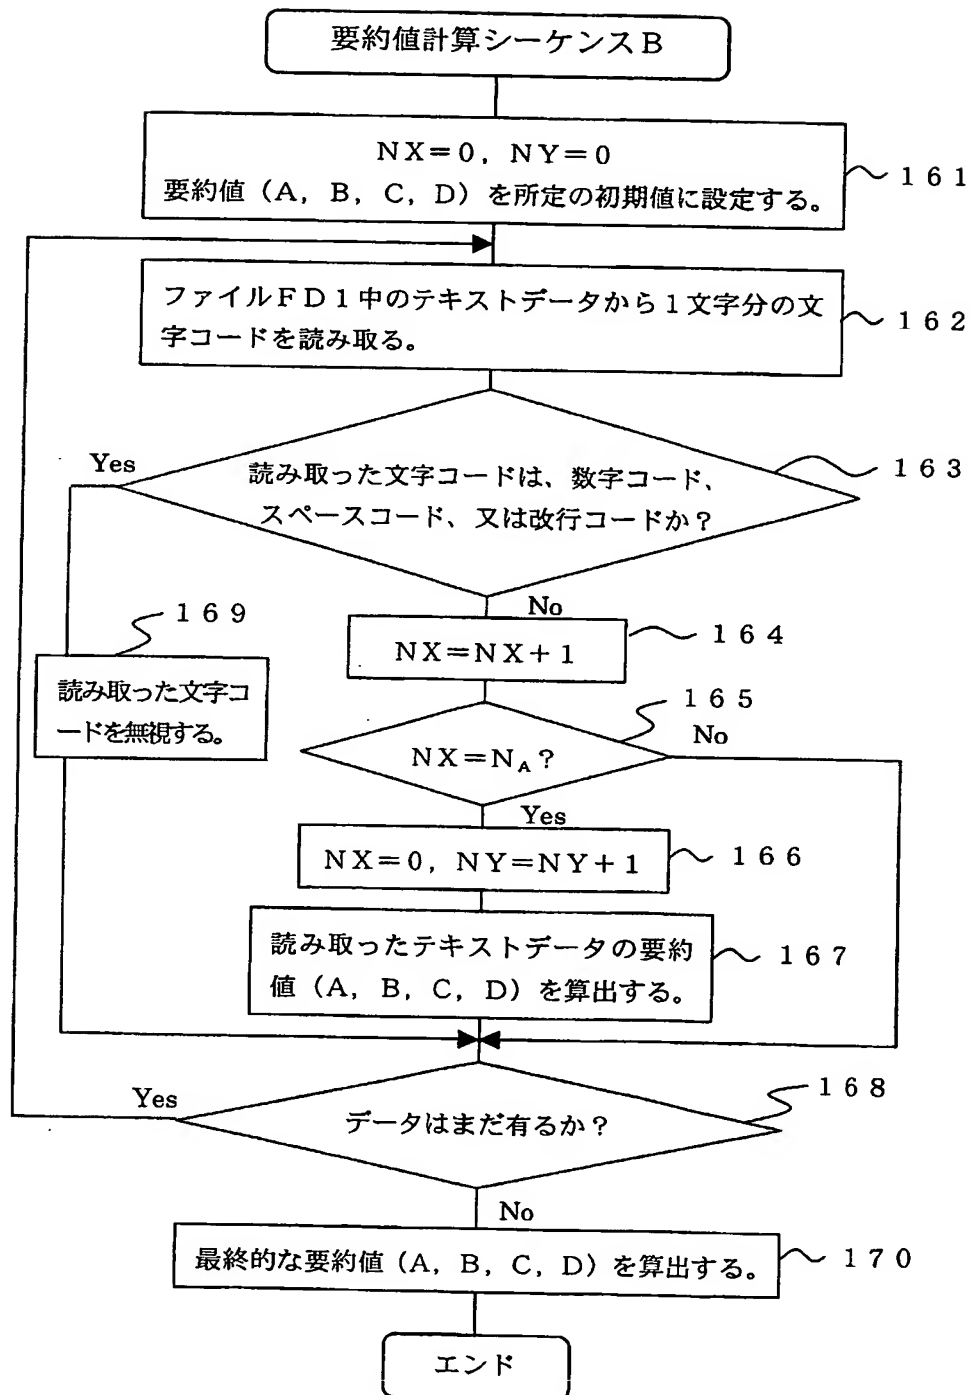 要約値計算シーケンスB
NX=0, NY=0
要約値（A, B, C, D）を所定の初期値に設定する。
161
ファイルFD1中のテキストデータから1文字分の文
字コードを読み取る。
162
Yes
読み取った文字コードは、数字コード、
スペースコード、又は改行コードか？
163
No
169
読み取った文字コ
ードを無視する。
NX=NX+1
164
NX=N_A？
165
No
Yes
NX=0, NY=NY+1
166
読み取ったテキストデータの要約
値（A, B, C, D）を算出する。
167
Yes
データはまだ有るか？
168
No
最終的な要約値（A, B, C, D）を算出する。
170
エンド